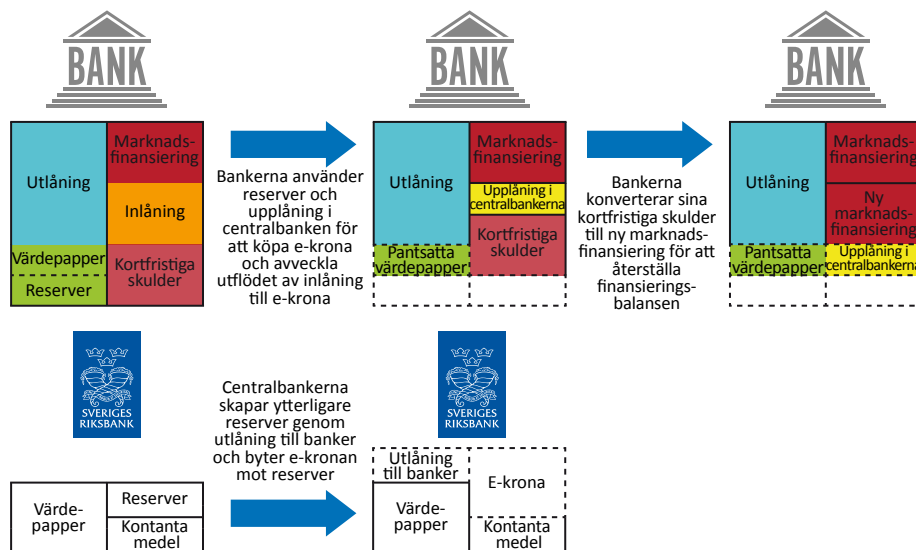 BANK
BANK
BANK
Utlåning
Värdepapper
Reserver
Marknads-
finansiering
Inlåning
Kortfristiga
skulder
Bankerna använder
reserver och
upplåning i
centralbanken för
att köpa e-krona
och avveckla
utflödet av inlåning
till e-krona
Utlåning
Pantsatta
värdepapper
Marknads-
finansiering
Upplåning i
centralbankerna
Kortfristiga
skulder
Bankerna
konverterar sina
kortfristiga skulder
till ny marknads-
finansiering för att
återställa
finansierings-
balansen
Utlåning
Pantsatta
värdepapper
Marknads-
finansiering
Ny
marknads-
finansiering
Upplåning i
centralbankerna
SVERIGES
RIKSBANK
Centralbankerna
skapar ytterligare
reserver genom
utlåning till banker
och byter e-kronan
mot reserver
SVERIGES
RIKSBANK
Värde-
papper
Reserver
Kontanta
medel
Utlåning
till banker
Värde-
papper
E-krona
Kontanta
medel